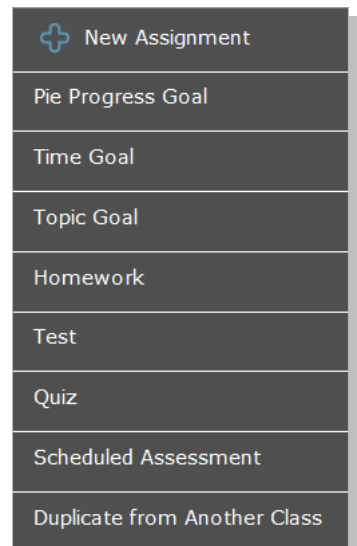 New Assignment
Pie Progress Goal
Time Goal
Topic Goal
Homework
Test
Quiz
Scheduled Assessment
Duplicate from Another Class